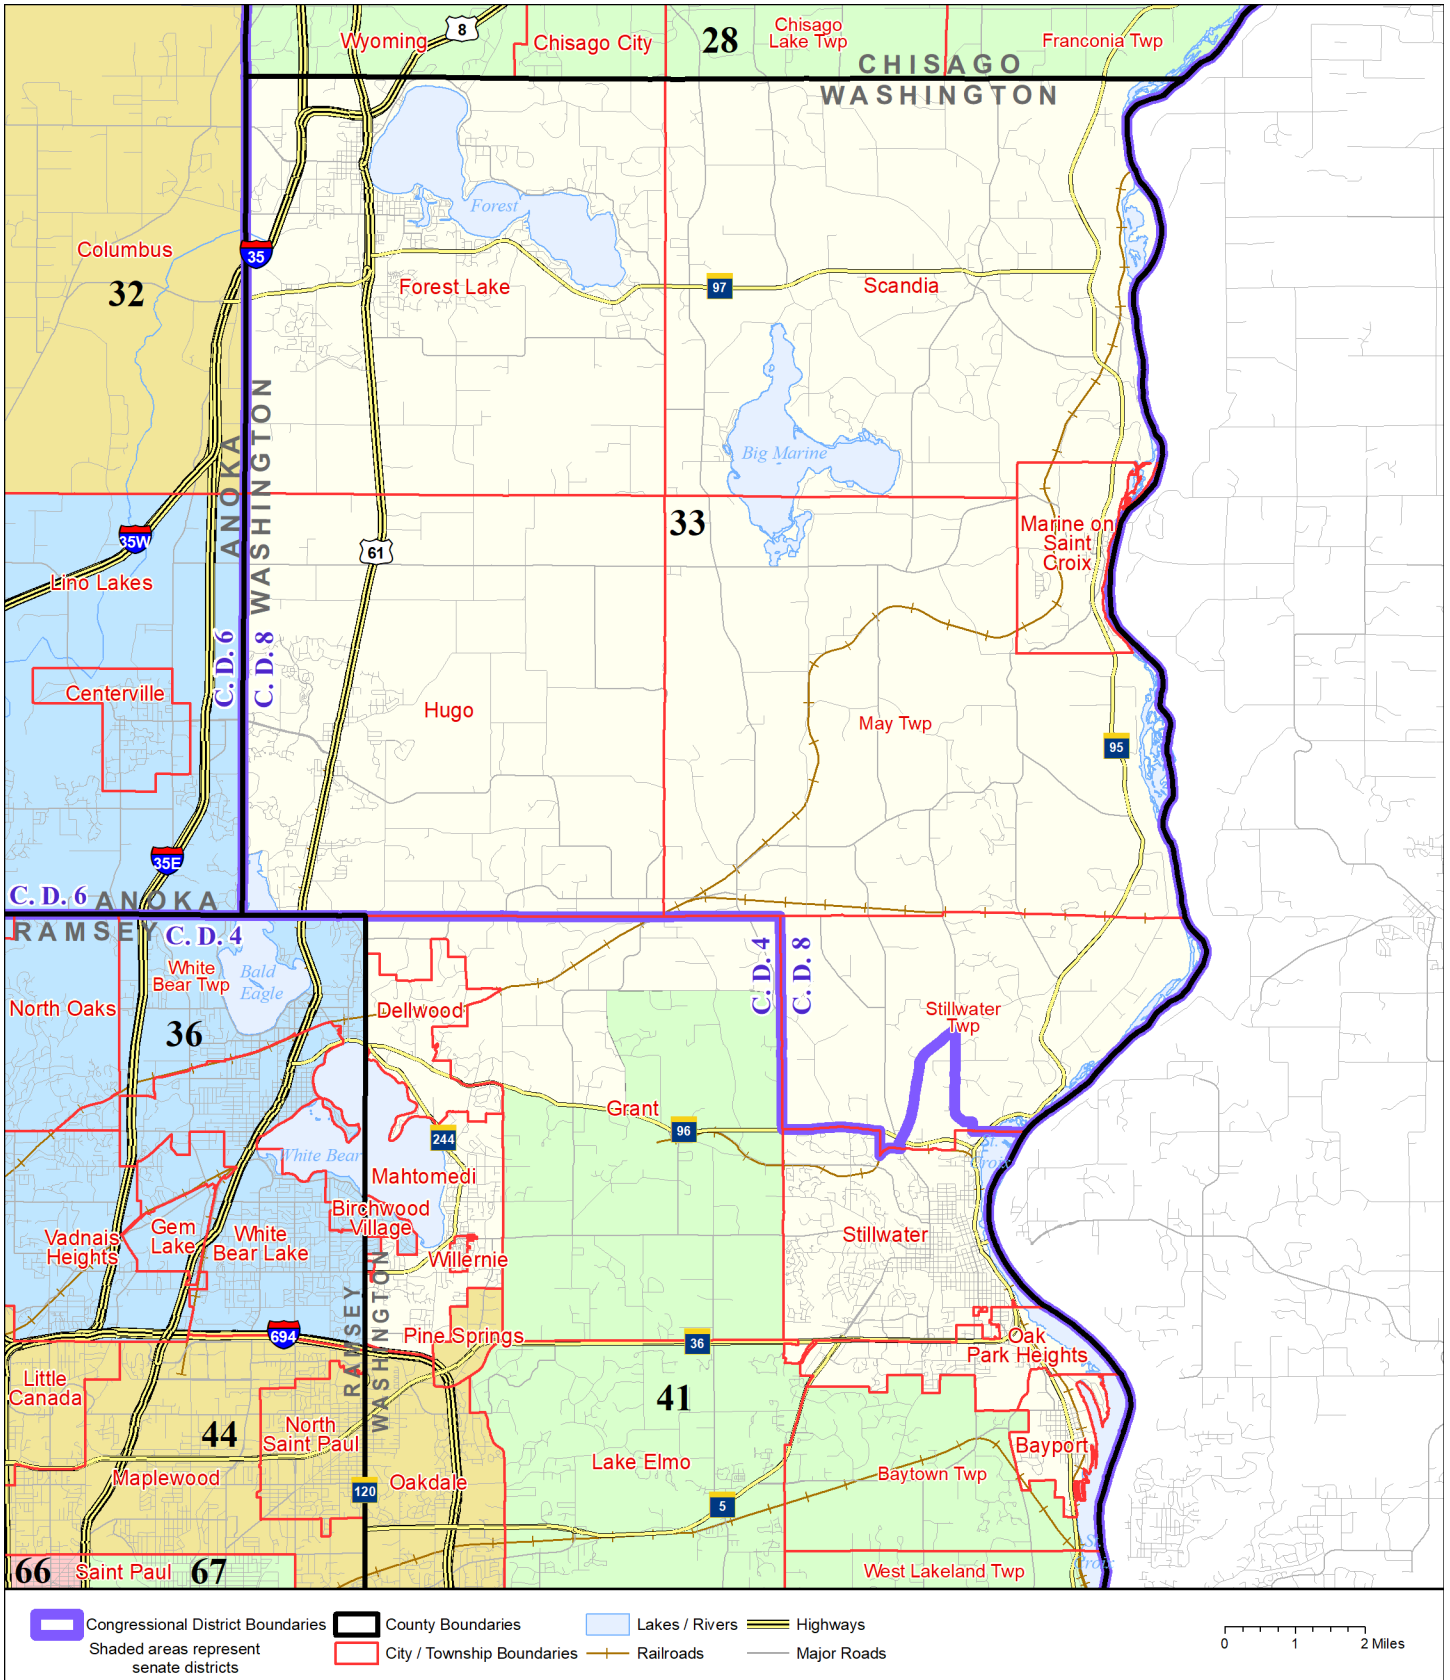 8
Wyoming
Chisago City
28
Chisago
Lake Twp
Franconia Twp
CHISAGO
WASHINGTON
Forest
Columbus
35
32
Forest Lake
97
Scandia
ANOKA
WASHINGTON
Big Marine
33
Marine on
Saint
Croix
35W
61
Lino Lakes
C. D. 6
C. D. 8
Centerville
Hugo
May Twp
95
35E
C. D. 6
ANOKA
RAMSEY
C. D. 4
C. D. 4
C. D. 8
White
Bear Twp
Bald
Eagle
North Oaks
Dellwood
Stillwater
Twp
36
Grant
96
244
White Bear
St.
Croix
Mahtomedi
Birchwood
Village
Vadnais
Heights
Gem
Lake
White
Bear Lake
Stillwater
Willernie
RAMSEY
WASHINGTON
694
Pine Springs
36
Oak
Park Heights
Little
Canada
41
44
North
Saint Paul
Bayport
Lake Elmo
Maplewood
Oakdale
Baytown Twp
120
5
St.
Croix
66
Saint Paul
67
West Lakeland Twp
Congressional District Boundaries
County Boundaries
Lakes / Rivers
Highways
Shaded areas represent
senate districts
City / Township Boundaries
Railroads
Major Roads
0 1 2 Miles